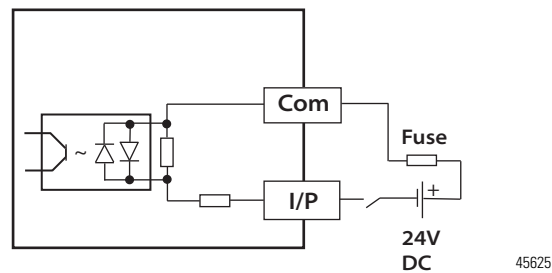 Com
Fuse
~
I/P
+
24V
DC
45625